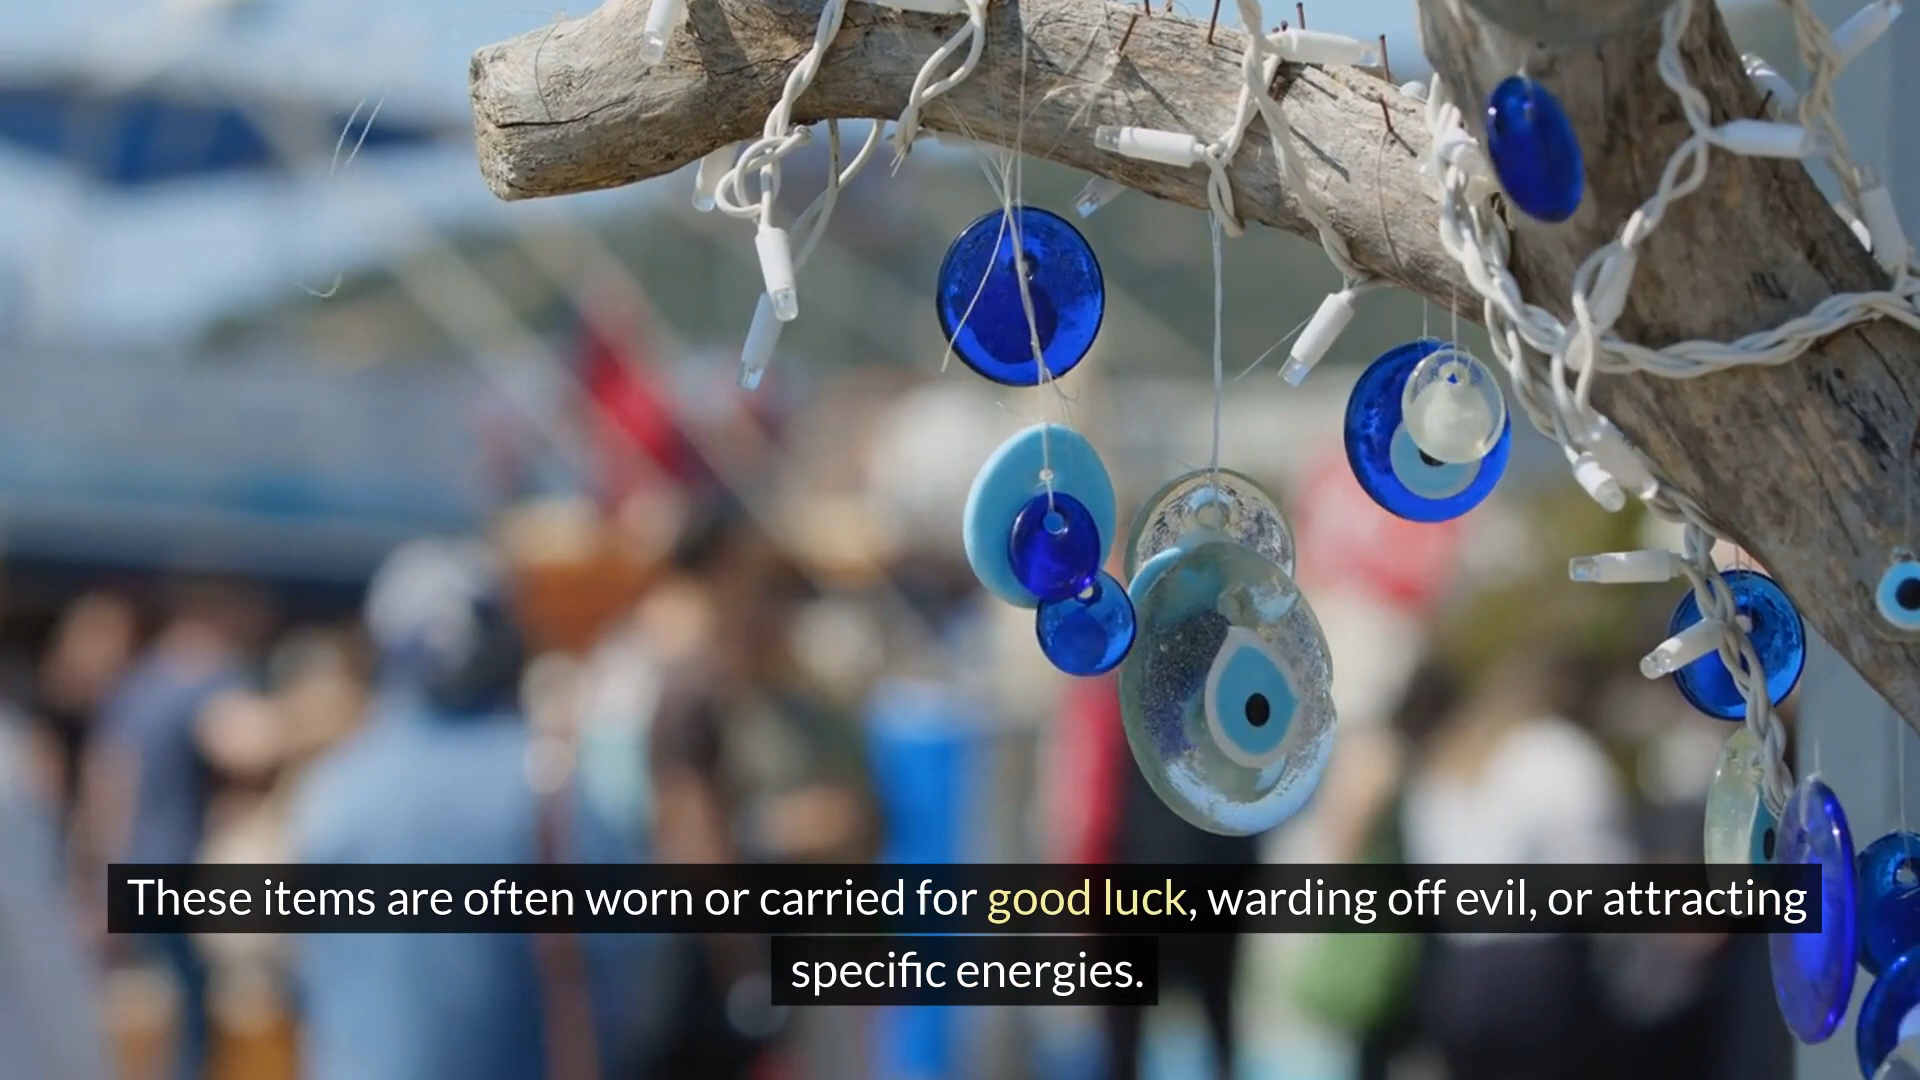 These items are often worn or carried for good luck, warding off evil, or attracting
specific energies.